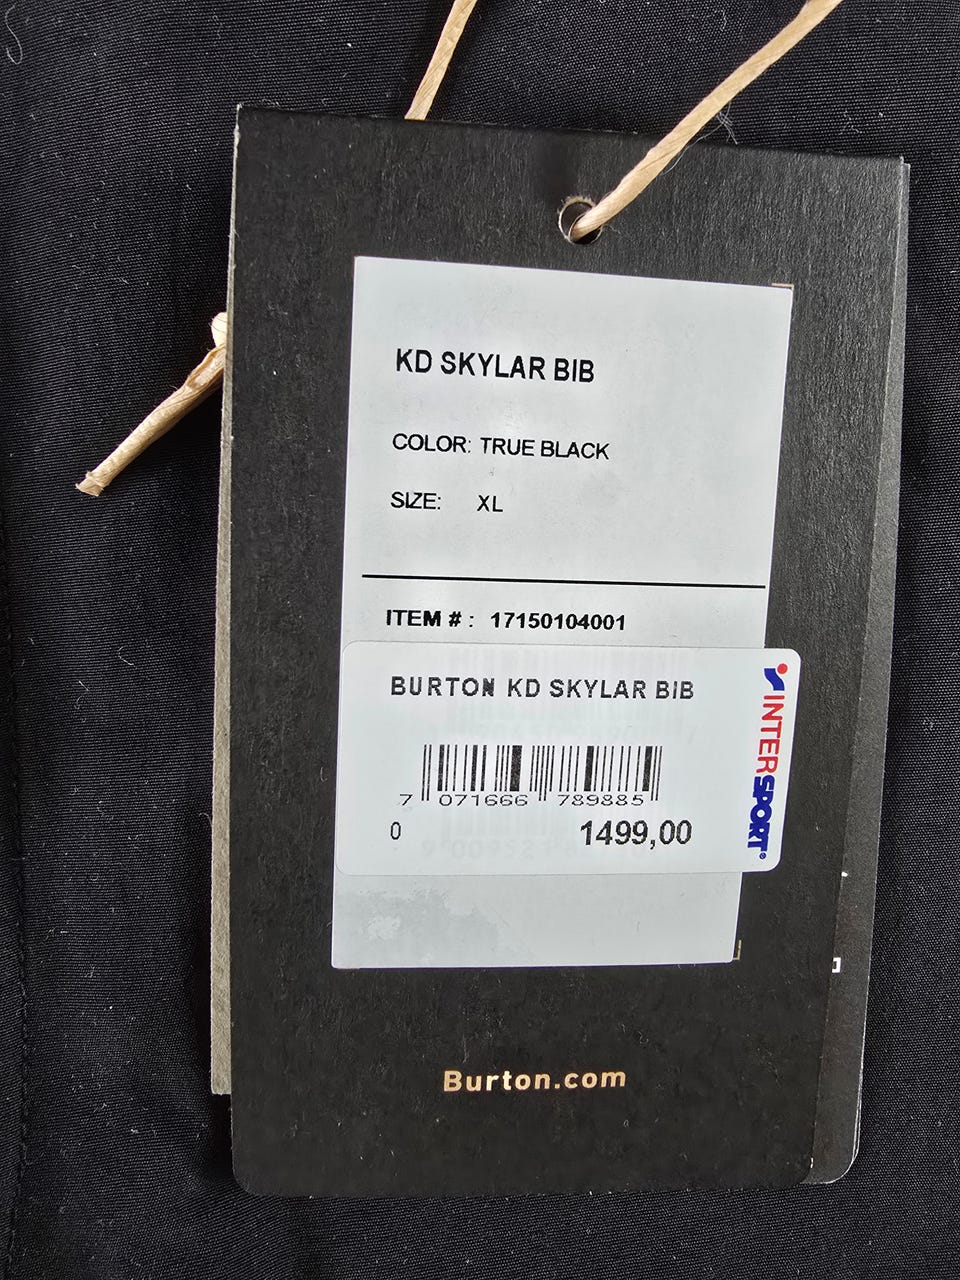 KD SKYLAR BIB
COLOR: TRUE BLACK
SIZE: XL
ITEM # : 17150104001
BURTON KD SKYLAR BIB
7 071666 789885
0 1499,00
INTERSPORT®
Burton.com